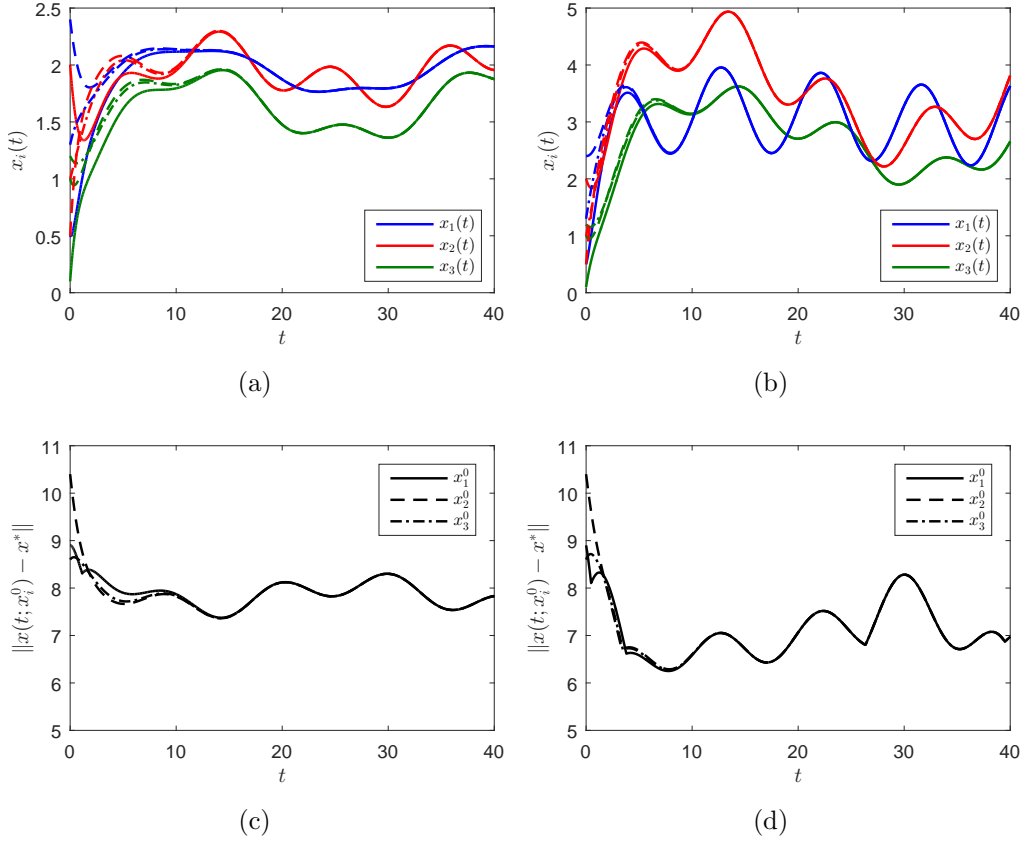 2.5
2
1.5
1
0.5
0
0
10
20
30
40
x_i(t)
t
x_1(t)
x_2(t)
x_3(t)
(a)
5
4
3
2
1
0
0
10
20
30
40
x_i(t)
t
x_1(t)
x_2(t)
x_3(t)
(b)
11
10
9
8
7
6
5
0
10
20
30
40
||x(t; x_i^0) − x^*||
t
x_1^0
x_2^0
x_3^0
(c)
11
10
9
8
7
6
5
0
10
20
30
40
||x(t; x_i^0) − x^*||
t
x_1^0
x_2^0
x_3^0
(d)